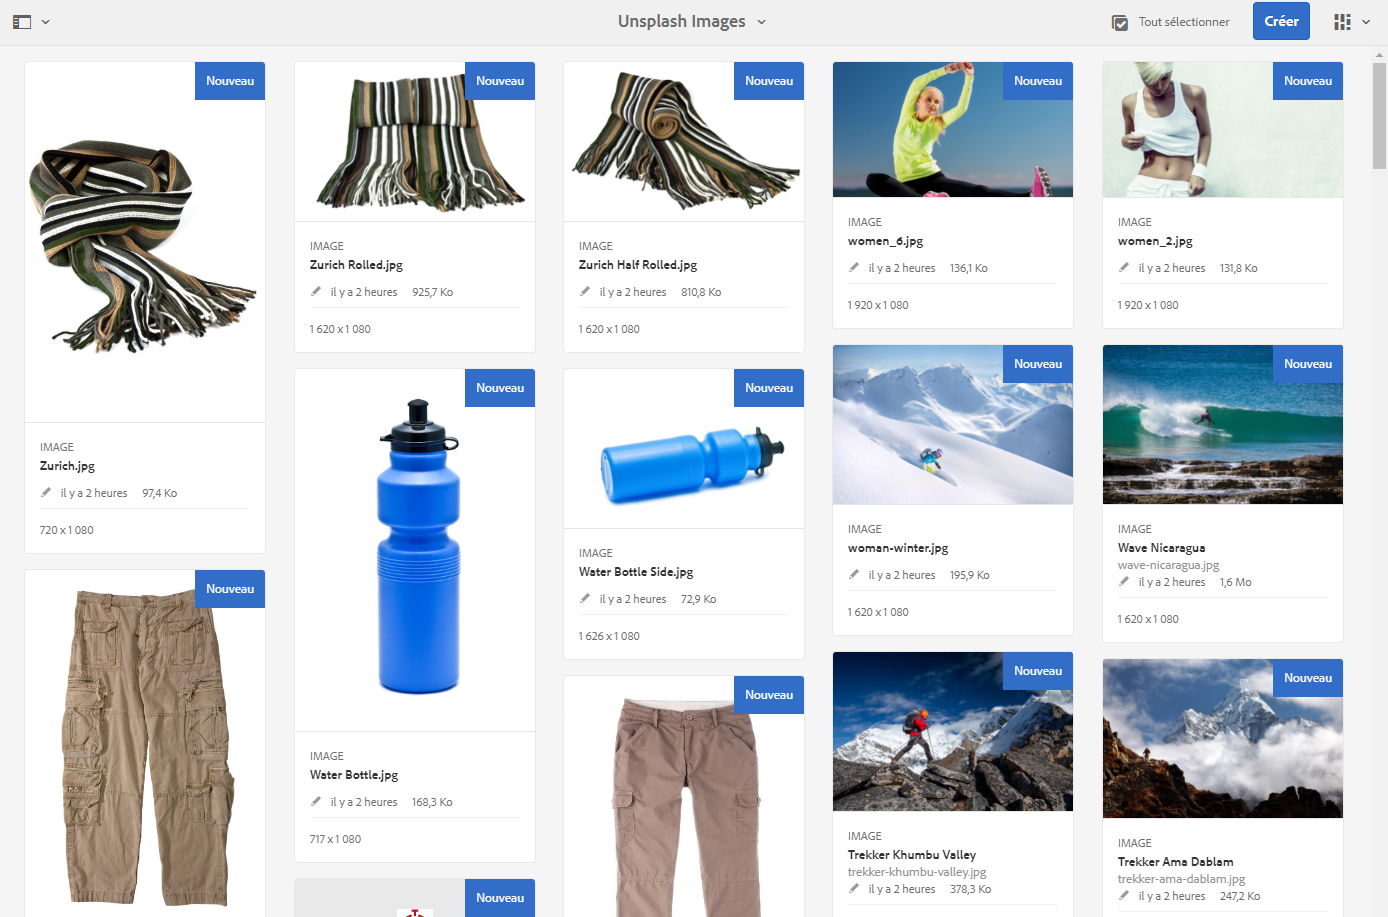 Unsplash Images
Tout sélectionner
Créer
Nouveau
IMAGE
Zurich.jpg
il y a 2 heures 97,4 Ko
720 x 1 080
Nouveau
Nouveau
IMAGE
Zurich Rolled.jpg
il y a 2 heures 925,7 Ko
1 620 x 1 080
Nouveau
IMAGE
Water Bottle.jpg
il y a 2 heures 168,3 Ko
717 x 1 080
Nouveau
Nouveau
IMAGE
Zurich Half Rolled.jpg
il y a 2 heures 810,8 Ko
1 620 x 1 080
Nouveau
IMAGE
Water Bottle Side.jpg
il y a 2 heures 72,9 Ko
1 626 x 1 080
Nouveau
Nouveau
IMAGE
women_6.jpg
il y a 2 heures 136,1 Ko
1 920 x 1 080
Nouveau
IMAGE
woman-winter.jpg
il y a 2 heures 195,9 Ko
1 620 x 1 080
Nouveau
IMAGE
Trekker Khumbu Valley
trekker-khumbu-valley.jpg
il y a 2 heures 378,3 Ko
Nouveau
IMAGE
women_2.jpg
il y a 2 heures 131,8 Ko
1 920 x 1 080
Nouveau
IMAGE
Wave Nicaragua
wave-nicaragua.jpg
il y a 2 heures 1,6 Mo
1 620 x 1 080
Nouveau
IMAGE
Trekker Ama Dablam
trekker-ama-dablam.jpg
il y a 2 heures 247,2 Ko